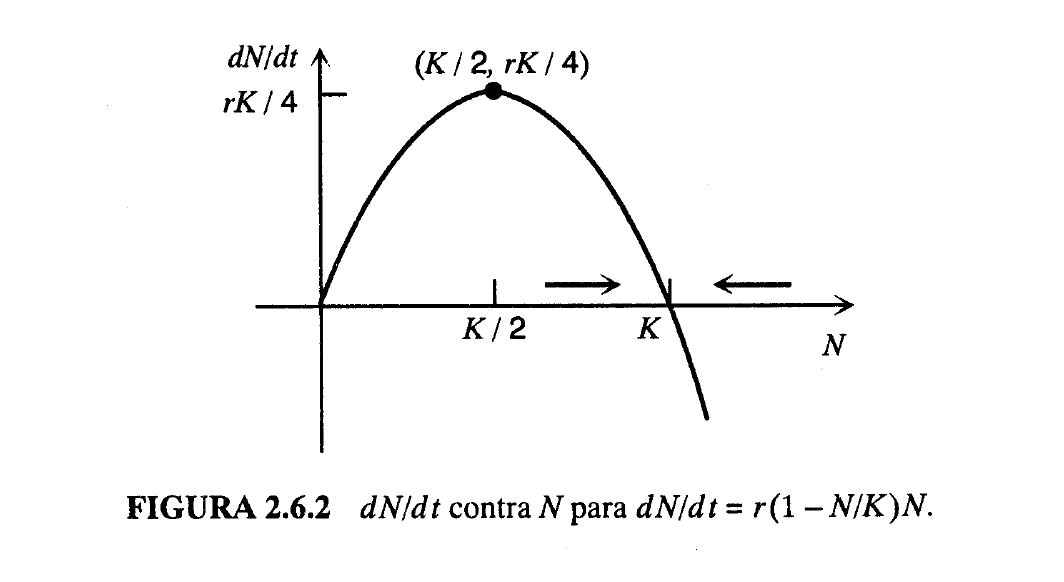 dN/dt
(K / 2, rK / 4)
rK / 4
K / 2
K
N
FIGURA 2.6.2 dN/dt contra N para dN/dt = r(1 – N/K)N.